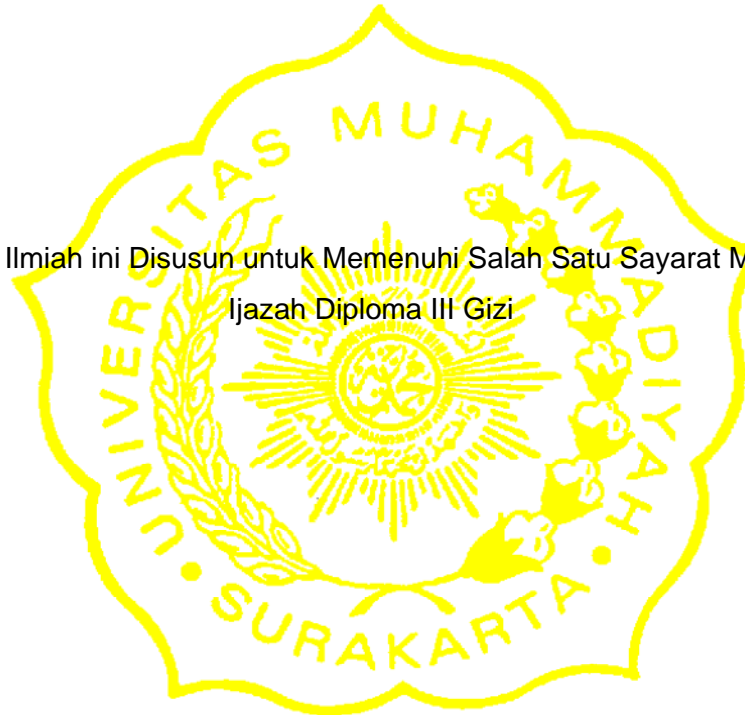 UNIVERSITAS MUHAMMADIYAH
Ilmiah ini Disusun untuk Memenuhi Salah Satu Sayarat M
Ijazah Diploma III Gizi
• SURAKARTA •